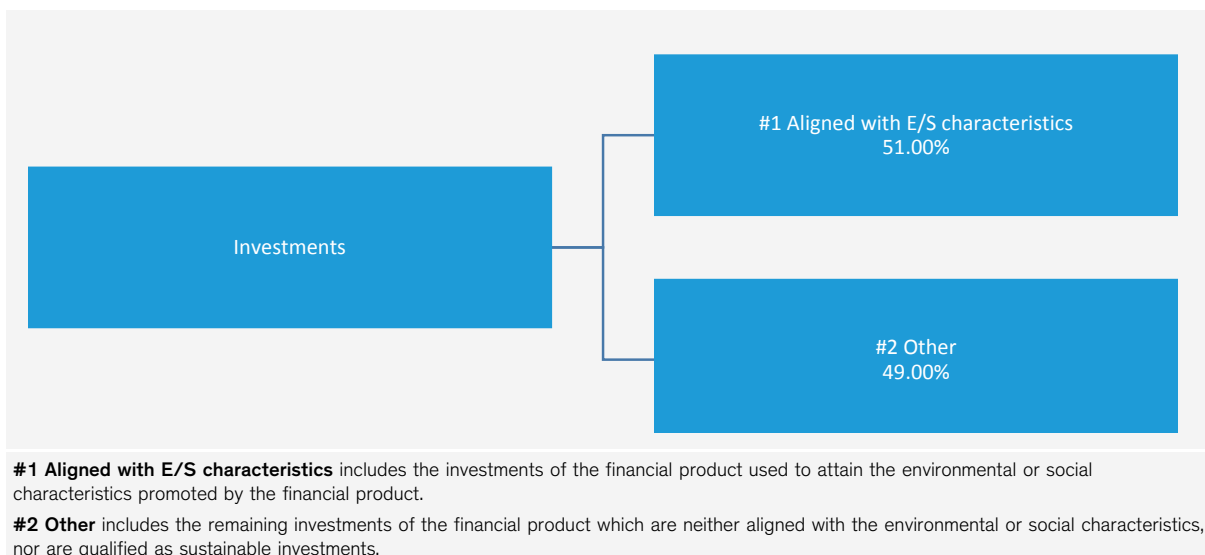 #1 Aligned with E/S characteristics
51.00%
Investments
#2 Other
49.00%
#1 Aligned with E/S characteristics includes the investments of the financial product used to attain the environmental or social
characteristics promoted by the financial product.
#2 Other includes the remaining investments of the financial product which are neither aligned with the environmental or social characteristics,
nor are qualified as sustainable investments.